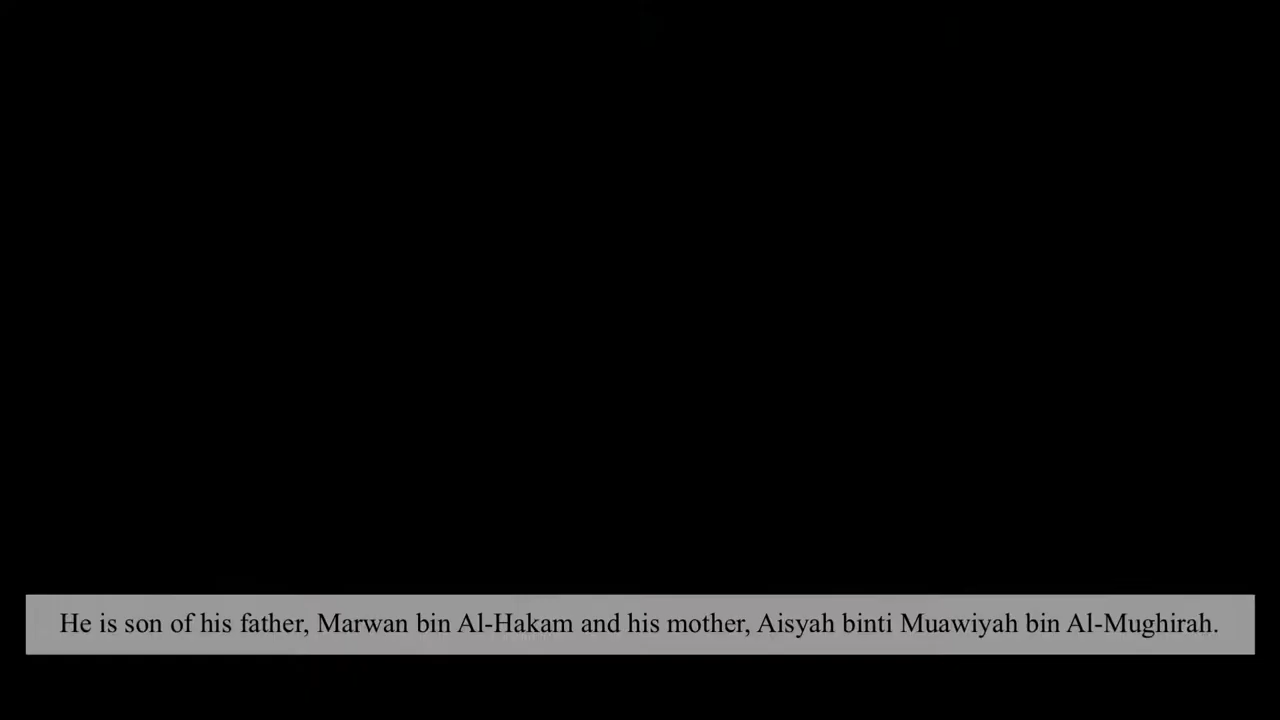 He is son of his father, Marwan bin Al-Hakam and his mother, Aisyah binti Muawiyah bin Al-Mughirah.